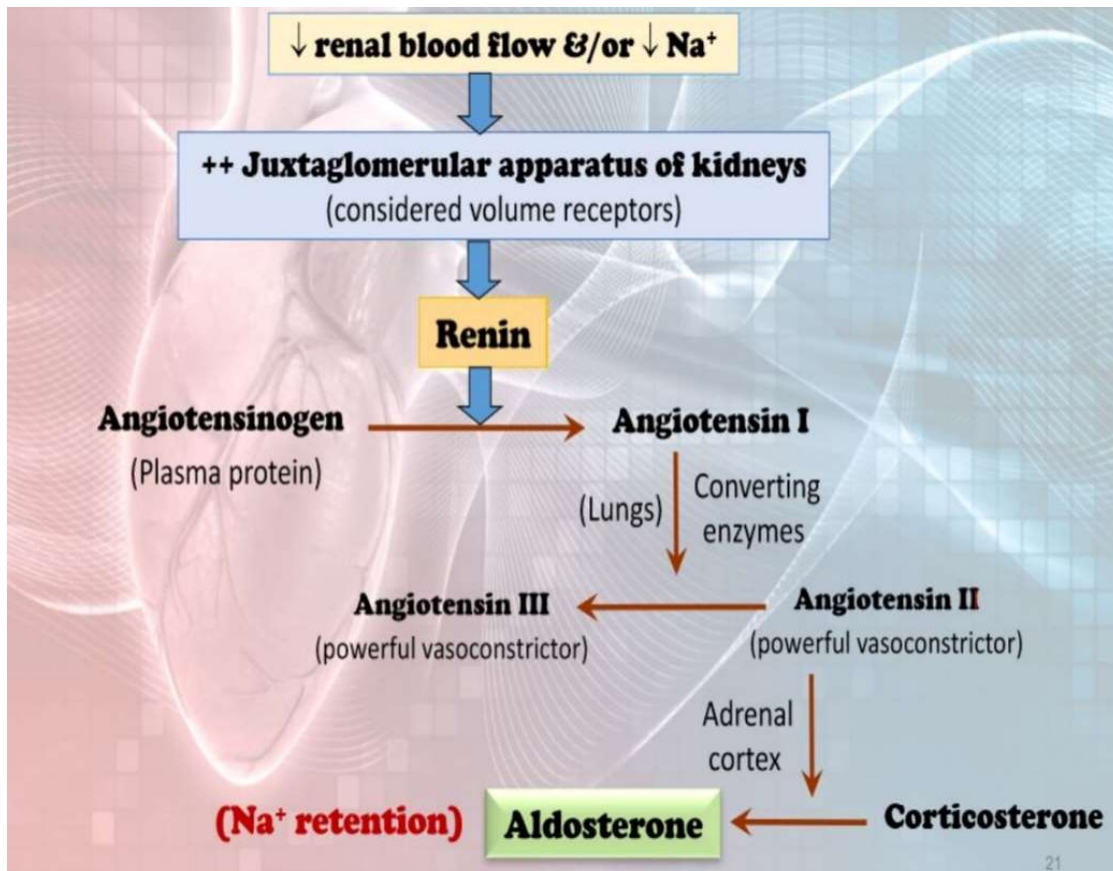 ↓ renal blood flow &/or ↓ Na⁺
++ Juxtaglomerular apparatus of kidneys
(considered volume receptors)
Renin
Angiotensinogen
(Plasma protein)
Angiotensin I
(Lungs)
Converting
enzymes
Angiotensin III
(powerful vasoconstrictor)
Angiotensin II
(powerful vasoconstrictor)
Adrenal
cortex
(Na⁺ retention)
Aldosterone
Corticosterone
21